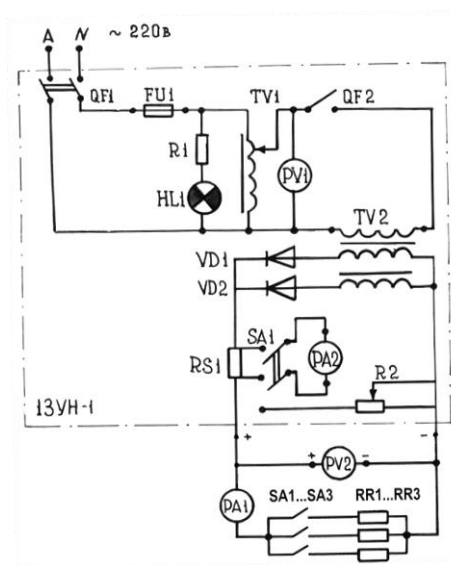 A N ~ 220в
QF1 FU1 TV1 QF2
R1
PV1
HL1
TV2
VD1
VD2
SA1
PA2
RS1
R2
13УН-1
+ −
+ PV2 −
PA1
SA1...SA3 RR1...RR3